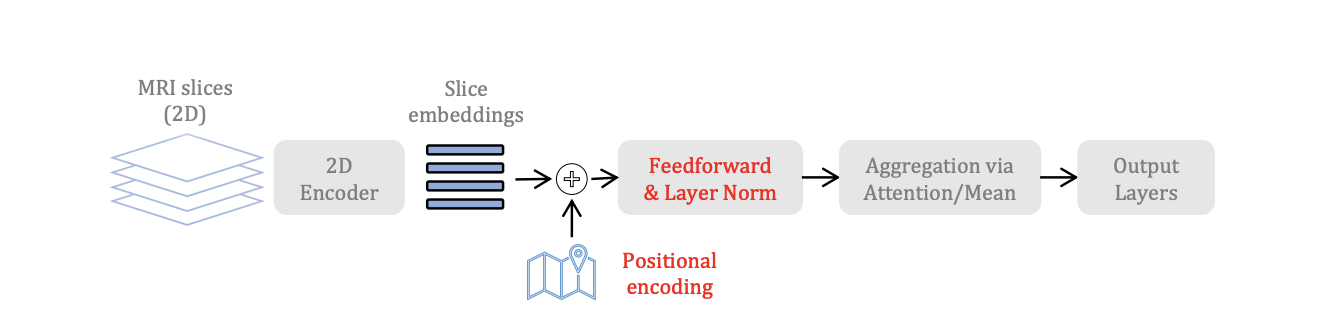 MRI slices
(2D)
2D
Encoder
Slice
embeddings
Positional
encoding
Feedforward
& Layer Norm
Aggregation via
Attention/Mean
Output
Layers